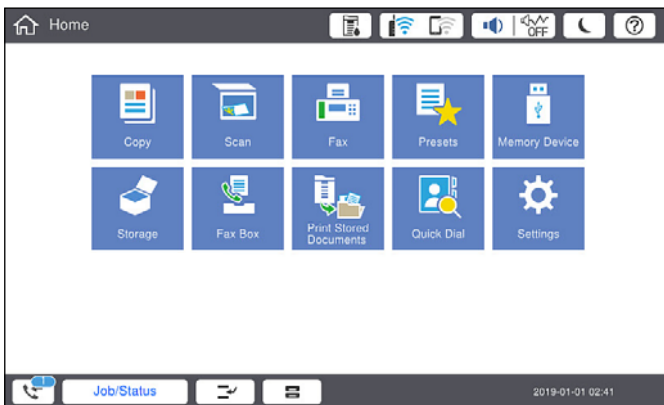 Home
OFF
Copy
Scan
Fax
Presets
Memory Device
Storage
Fax Box
Print Stored
Documents
Quick Dial
Settings
Job/Status
2019-01-01 02:41